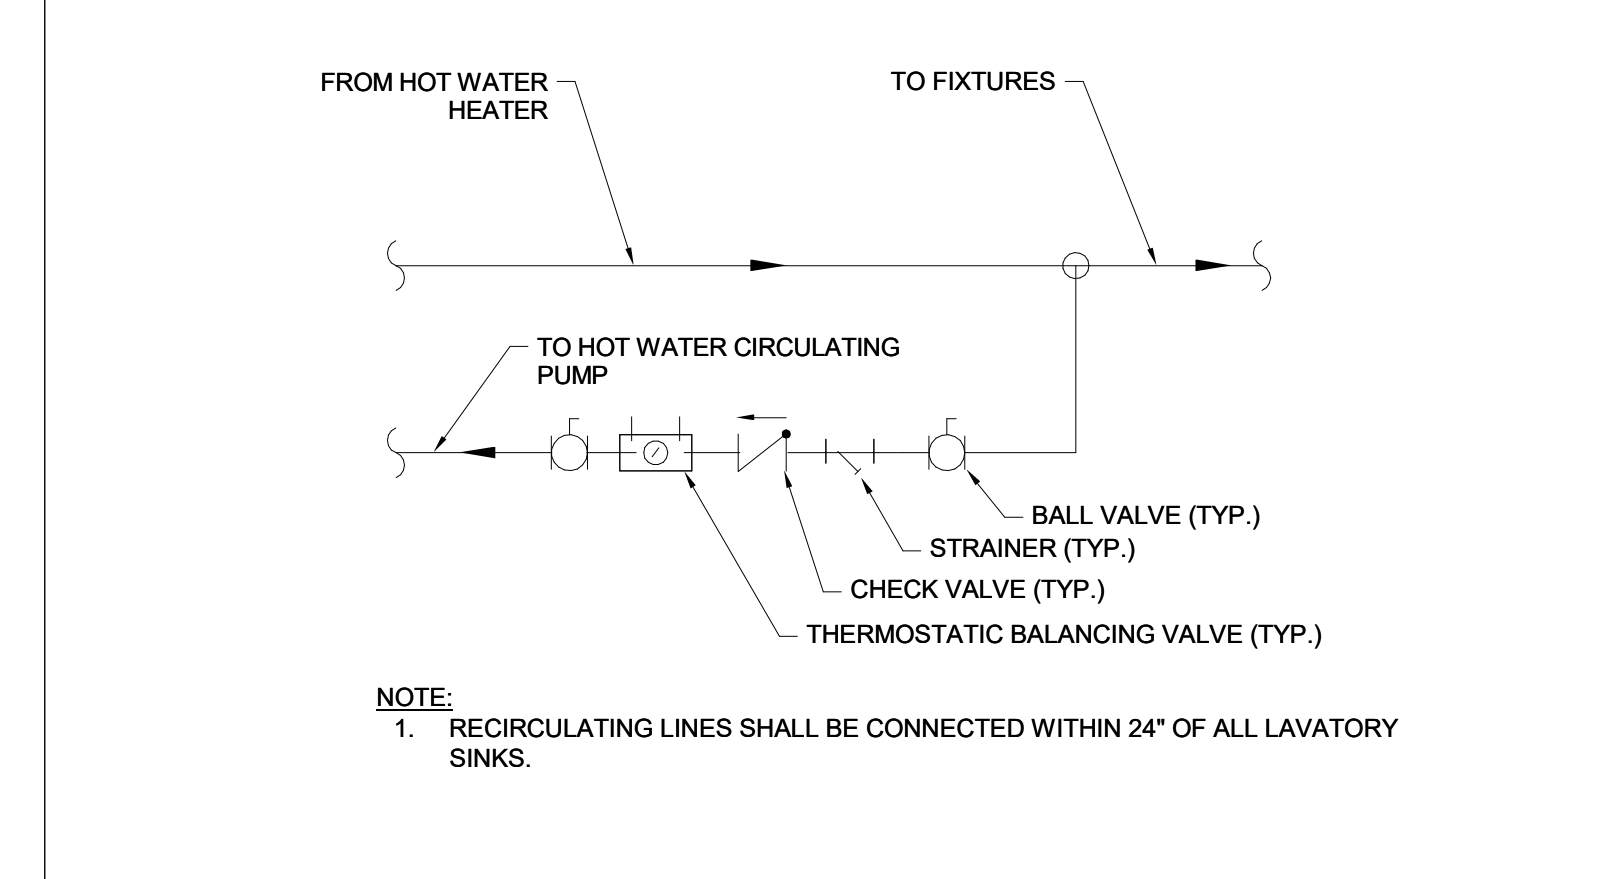 FROM HOT WATER
HEATER
TO FIXTURES
TO HOT WATER CIRCULATING
PUMP
BALL VALVE (TYP.)
STRAINER (TYP.)
CHECK VALVE (TYP.)
THERMOSTATIC BALANCING VALVE (TYP.)
NOTE:
1. RECIRCULATING LINES SHALL BE CONNECTED WITHIN 24" OF ALL LAVATORY
SINKS.